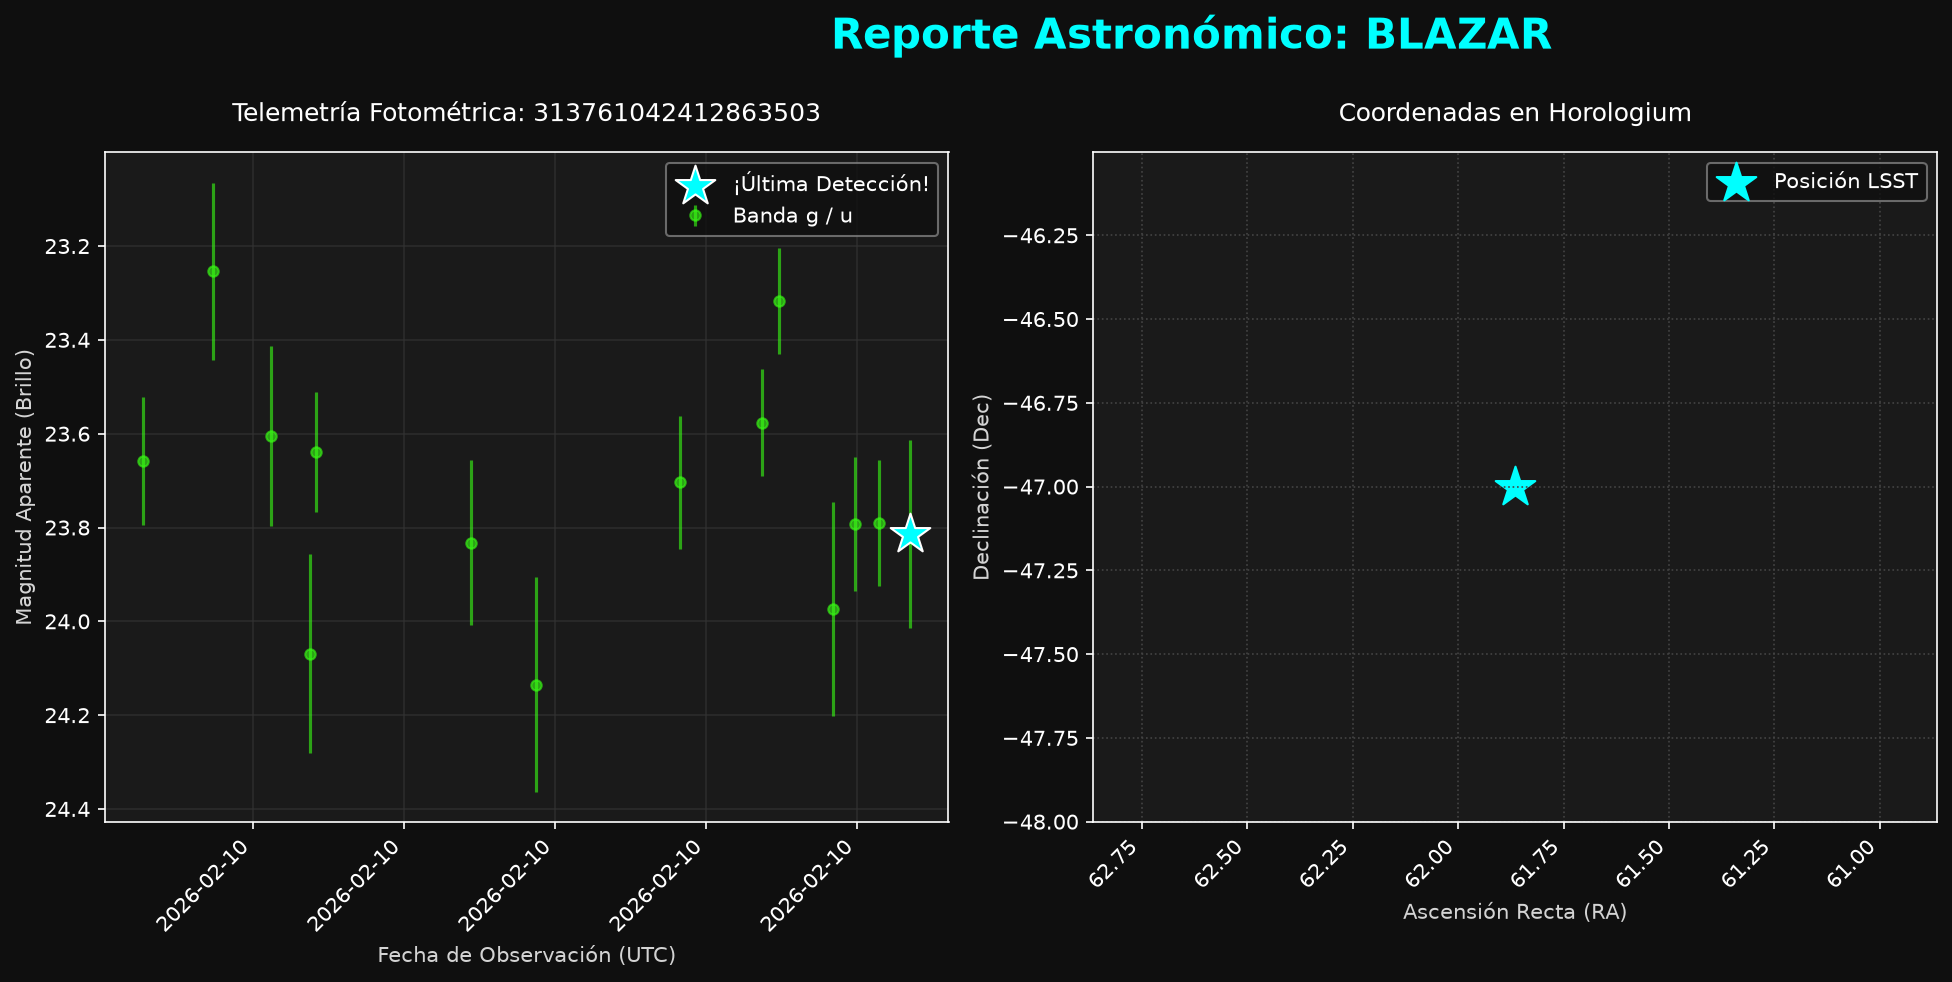 Reporte Astronómico: BLAZAR
Telemetría Fotométrica: 313761042412863503
¡Última Detección!
Banda g / u
Magnitud Aparente (Brillo)
23.2
23.4
23.6
23.8
24.0
24.2
24.4
2026-02-10
2026-02-10
2026-02-10
2026-02-10
2026-02-10
Fecha de Observación (UTC)
Coordenadas en Horologium
Posición LSST
Declinación (Dec)
−46.25
−46.50
−46.75
−47.00
−47.25
−47.50
−47.75
−48.00
62.75
62.50
62.25
62.00
61.75
61.50
61.25
61.00
Ascensión Recta (RA)